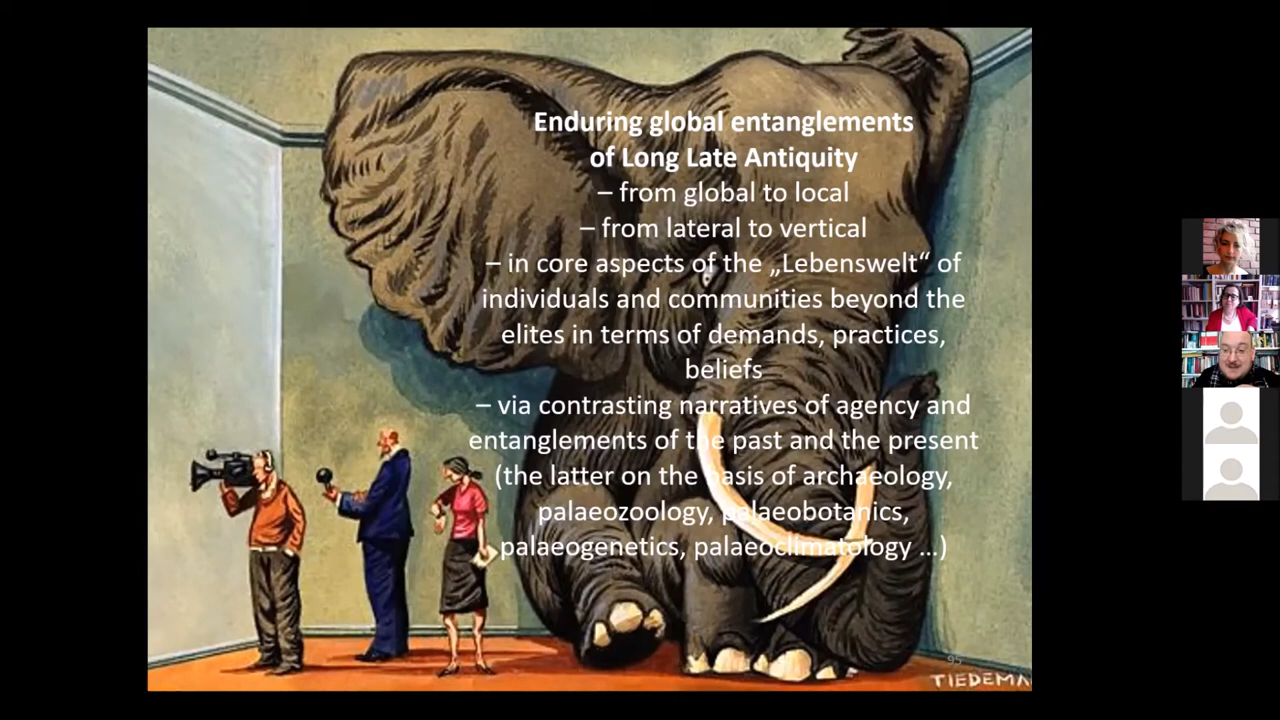 Enduring global entanglements
of Long Late Antiquity
– from global to local
– from lateral to vertical
– in core aspects of the „Lebenswelt“ of
individuals and communities beyond the
elites in terms of demands, practices,
beliefs
– via contrasting narratives of agency and
entanglements of the past and the present
(the latter on the basis of archaeology,
palaeozoology, palaeobotanics,
palaeogenetics, palaeoclimatology ...)
95
TIEDEMA